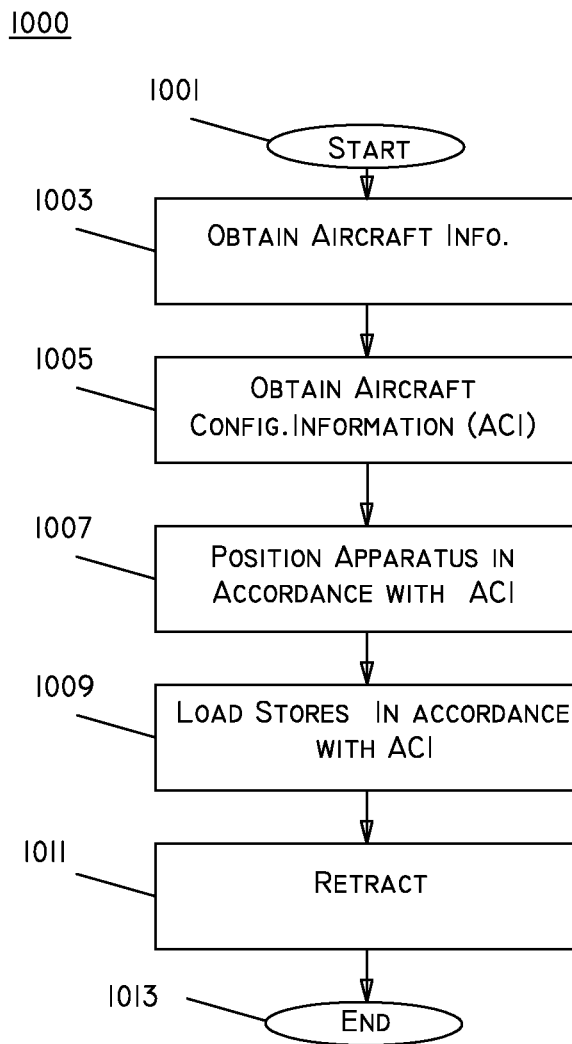 1000
1001
START
1003
OBTAIN AIRCRAFT INFO.
1005
OBTAIN AIRCRAFT
CONFIG.INFORMATION (ACI)
1007
POSITION APPARATUS IN
ACCORDANCE WITH ACI
1009
LOAD STORES IN ACCORDANCE
WITH ACI
1011
RETRACT
1013
END